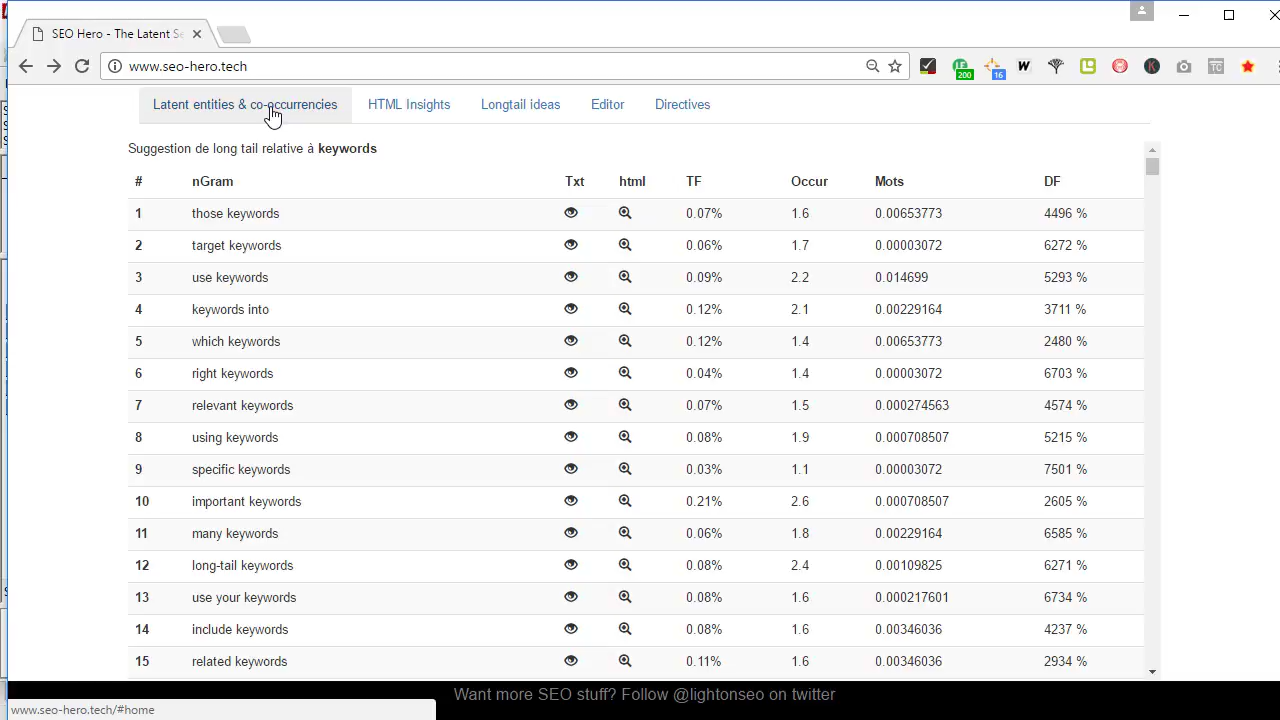 SEO Hero - The Latent Se
www.seo-hero.tech
200
16
W
K
TC
Latent entities & co-occurrencies HTML Insights Longtail ideas Editor Directives
Suggestion de long tail relative à keywords
# nGram Txt html TF Occur Mots DF
1 those keywords 0.07% 1.6 0.00653773 4496 %
2 target keywords 0.06% 1.7 0.00003072 6272 %
3 use keywords 0.09% 2.2 0.014699 5293 %
4 keywords into 0.12% 2.1 0.00229164 3711 %
5 which keywords 0.12% 1.4 0.00653773 2480 %
6 right keywords 0.04% 1.4 0.00003072 6703 %
7 relevant keywords 0.07% 1.5 0.000274563 4574 %
8 using keywords 0.08% 1.9 0.000708507 5215 %
9 specific keywords 0.03% 1.1 0.00003072 7501 %
10 important keywords 0.21% 2.6 0.000708507 2605 %
11 many keywords 0.06% 1.8 0.00229164 6585 %
12 long-tail keywords 0.08% 2.4 0.00109825 6271 %
13 use your keywords 0.08% 1.6 0.000217601 6734 %
14 include keywords 0.08% 1.6 0.00346036 4237 %
15 related keywords 0.11% 1.6 0.00346036 2934 %
Want more SEO stuff? Follow @lightonseo on twitter
www.seo-hero.tech/#home